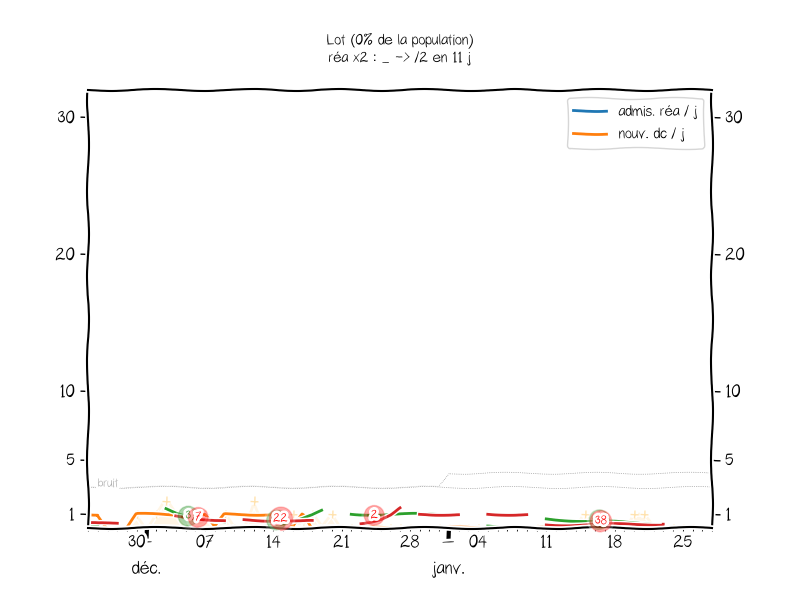 Lot (0% de la population)
réa x2 : _ -> /2 en 11 j
admis. réa / j
nouv. dc / j
30 30
20 20
10 10
5 5
bruit
1 7 22 2 38 1
30 07 14 21 28 04 11 18 25
déc. janv.